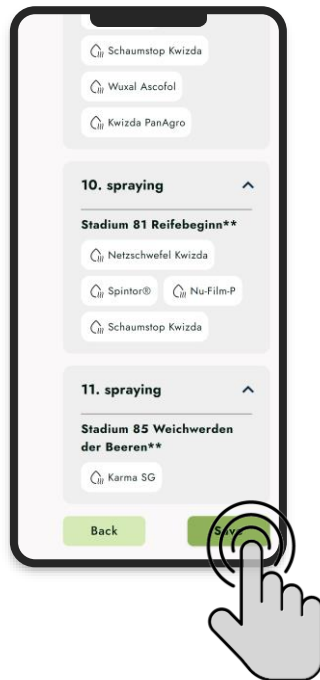 Schaumstop Kwizda
Wuxal Ascofol
Kwizda PanAgro
10. spraying
Stadium 81 Reifebeginn**
Netzschwefel Kwizda
Spintor® Nu-Film-P
Schaumstop Kwizda
11. spraying
Stadium 85 Weichwerden
der Beeren**
Karma SG
Back Save